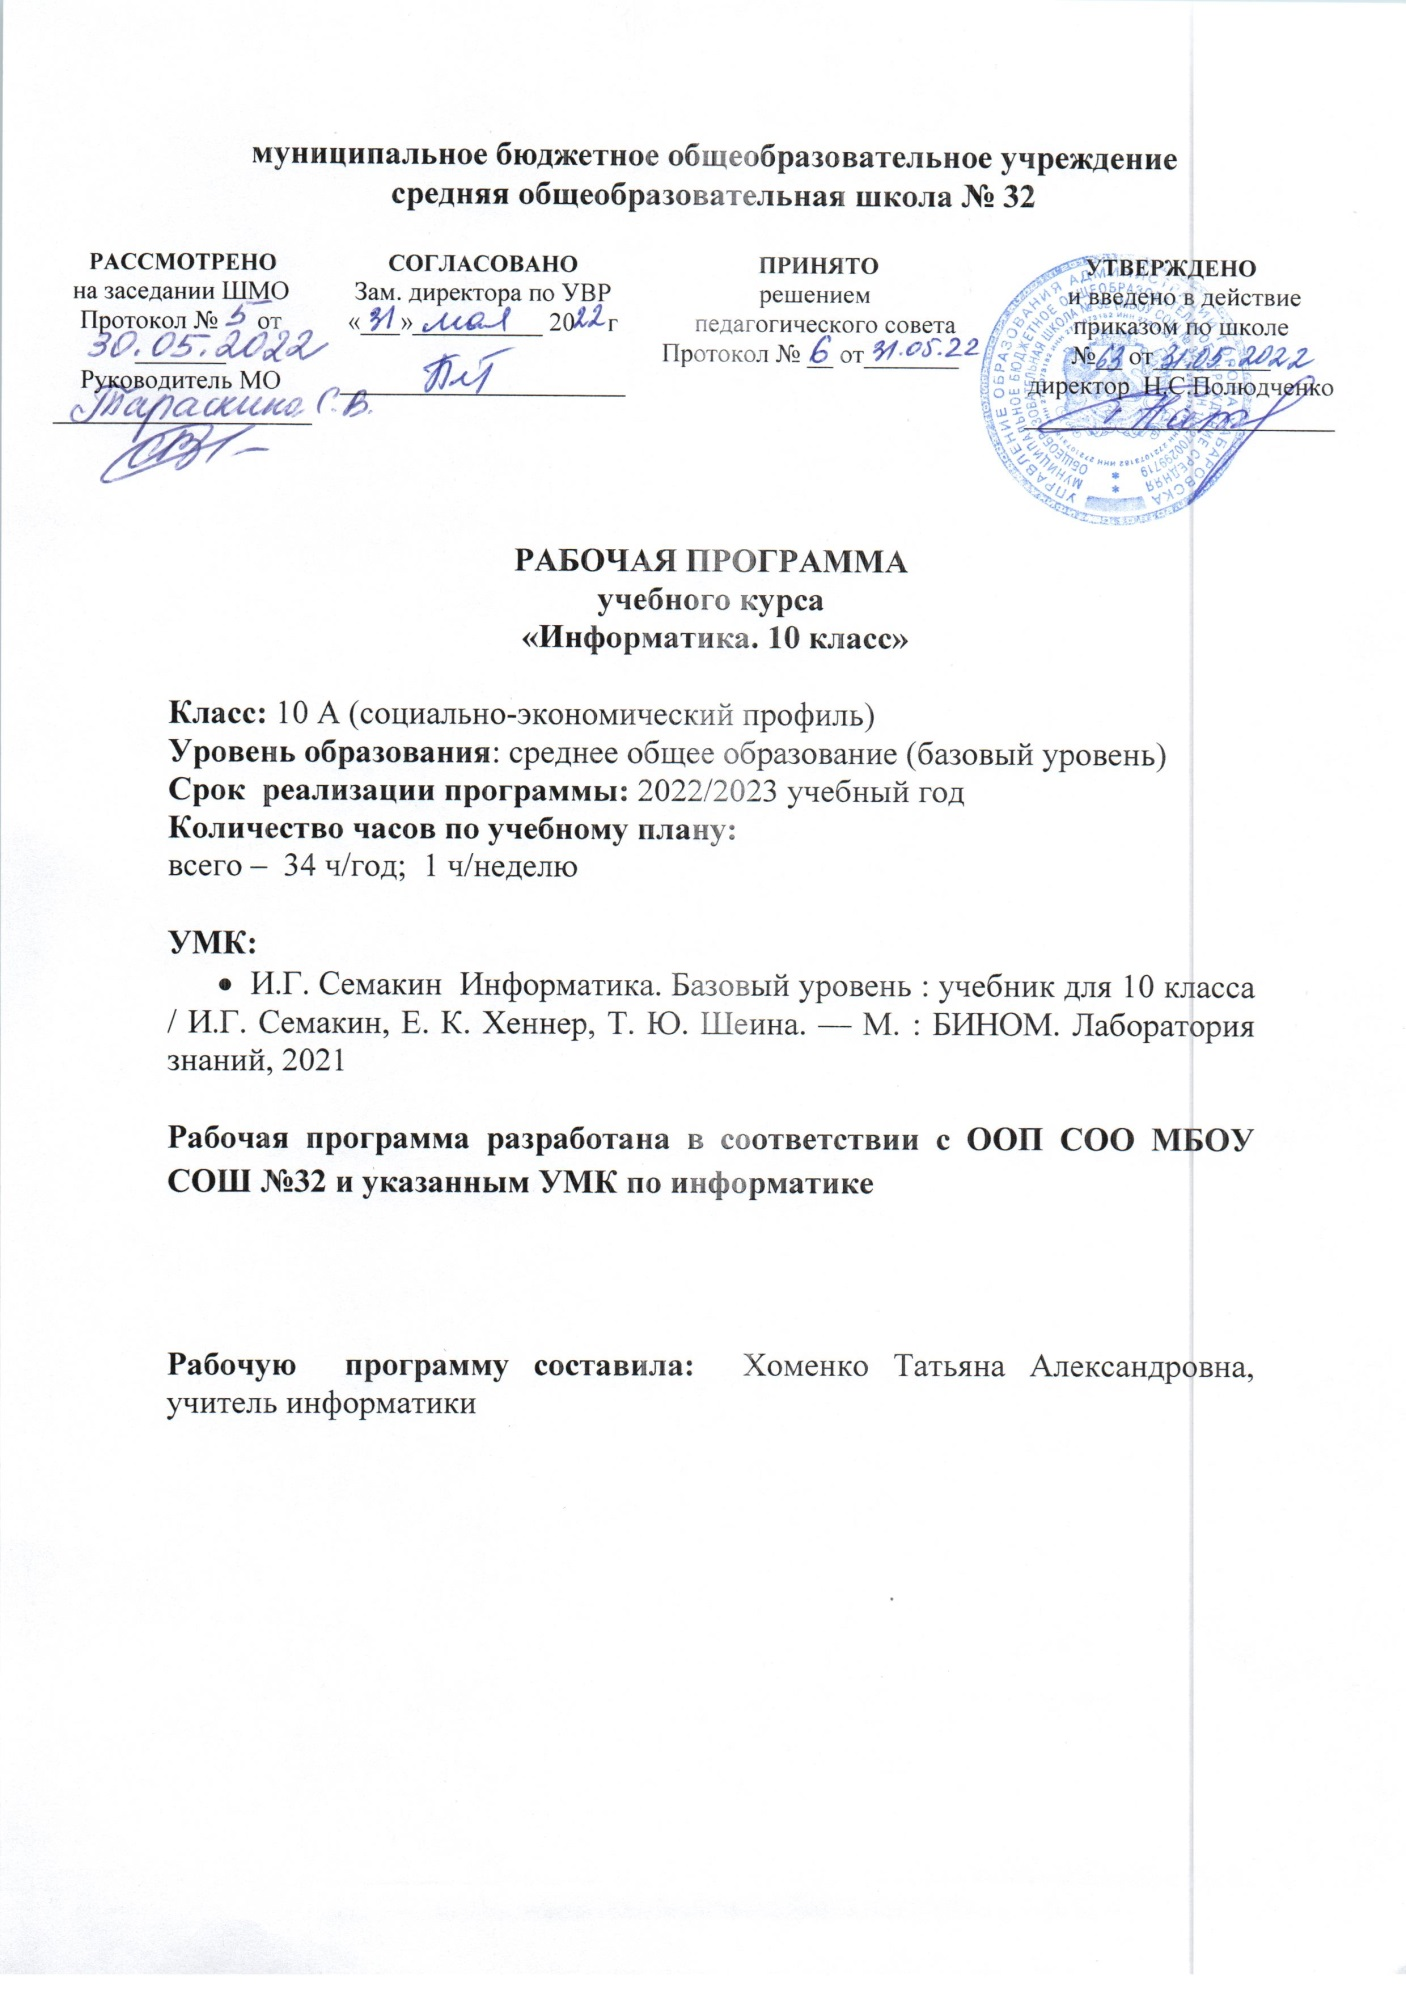 муниципальное бюджетное общеобразовательное учреждение
средняя общеобразовательная школа № 32
РАССМОТРЕНО
на заседании ШМО
Протокол № 5 от
30.05.2022
Руководитель МО
Тараскина С.В.
СОГЛАСОВАНО
Зам. директора по УВР
«31» мая 2022 г
ПРИНЯТО
решением
педагогического совета
Протокол № 6 от 31.05.22
УТВЕРЖДЕНО
и введено в действие
приказом по школе
№ 63 от 31.05 2022
директор Н.С.Полюдченко
РАБОЧАЯ ПРОГРАММА
учебного курса
«Информатика. 10 класс»
Класс: 10 А (социально-экономический профиль)
Уровень образования: среднее общее образование (базовый уровень)
Срок реализации программы: 2022/2023 учебный год
Количество часов по учебному плану:
всего – 34 ч/год; 1 ч/неделю
УМК:
• И.Г. Семакин Информатика. Базовый уровень : учебник для 10 класса
/ И.Г. Семакин, Е. К. Хеннер, Т. Ю. Шеина. — М. : БИНОМ. Лаборатория
знаний, 2021
Рабочая программа разработана в соответствии с ООП СОО МБОУ
СОШ №32 и указанным УМК по информатике
Рабочую программу составила: Хоменко Татьяна Александровна,
учитель информатики